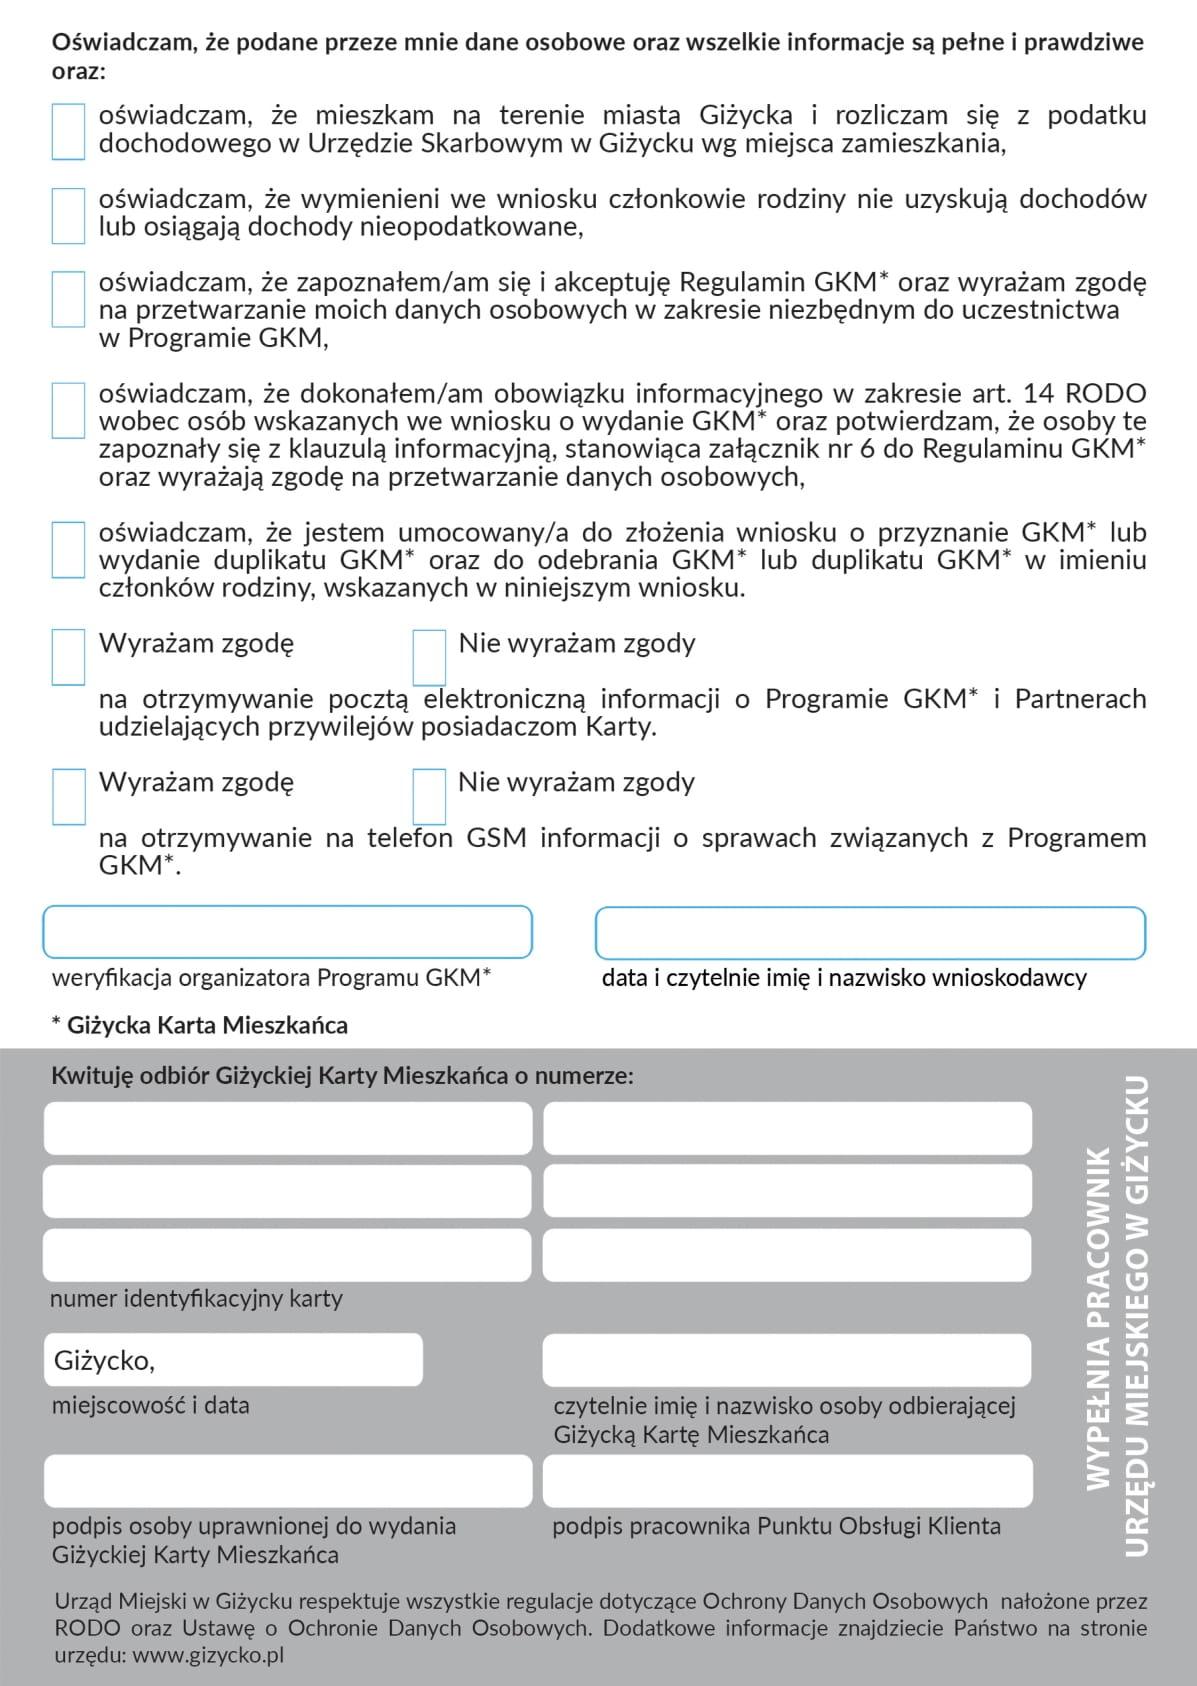 Oświadczam, że podane przeze mnie dane osobowe oraz wszelkie informacje są pełne i prawdziwe
oraz:
oświadczam, że mieszkam na terenie miasta Giżycka i rozliczam się z podatku
dochodowego w Urzędzie Skarbowym w Giżycku wg miejsca zamieszkania,
oświadczam, że wymienieni we wniosku członkowie rodziny nie uzyskują dochodów
lub osiągają dochody nieopodatkowane,
oświadczam, że zapoznałem/am się i akceptuję Regulamin GKM* oraz wyrażam zgodę
na przetwarzanie moich danych osobowych w zakresie niezbędnym do uczestnictwa
w Programie GKM,
oświadczam, że dokonałem/am obowiązku informacyjnego w zakresie art. 14 RODO
wobec osób wskazanych we wniosku o wydanie GKM* oraz potwierdzam, że osoby te
zapoznały się z klauzulą informacyjną, stanowiąca załącznik nr 6 do Regulaminu GKM*
oraz wyrażają zgodę na przetwarzanie danych osobowych,
oświadczam, że jestem umocowany/a do złożenia wniosku o przyznanie GKM* lub
wydanie duplikatu GKM* oraz do odebrania GKM* lub duplikatu GKM* w imieniu
członków rodziny, wskazanych w niniejszym wniosku.
Wyrażam zgodę Nie wyrażam zgody
na otrzymywanie pocztą elektroniczną informacji o Programie GKM* i Partnerach
udzielających przywilejów posiadaczom Karty.
Wyrażam zgodę Nie wyrażam zgody
na otrzymywanie na telefon GSM informacji o sprawach związanych z Programem
GKM*.
weryfikacja organizatora Programu GKM* data i czytelnie imię i nazwisko wnioskodawcy
* Giżycka Karta Mieszkańca
Kwituję odbiór Giżyckiej Karty Mieszkańca o numerze:
numer identyfikacyjny karty
Giżycko,
miejscowość i data
czytelnie imię i nazwisko osoby odbierającej
Giżycką Kartę Mieszkańca
podpis osoby uprawnionej do wydania
Giżyckiej Karty Mieszkańca
podpis pracownika Punktu Obsługi Klienta
WYPEŁNIA PRACOWNIK
URZĘDU MIEJSKIEGO W GIŻYCKU
Urząd Miejski w Giżycku respektuje wszystkie regulacje dotyczące Ochrony Danych Osobowych nałożone przez
RODO oraz Ustawę o Ochronie Danych Osobowych. Dodatkowe informacje znajdziecie Państwo na stronie
urzędu: www.gizycko.pl